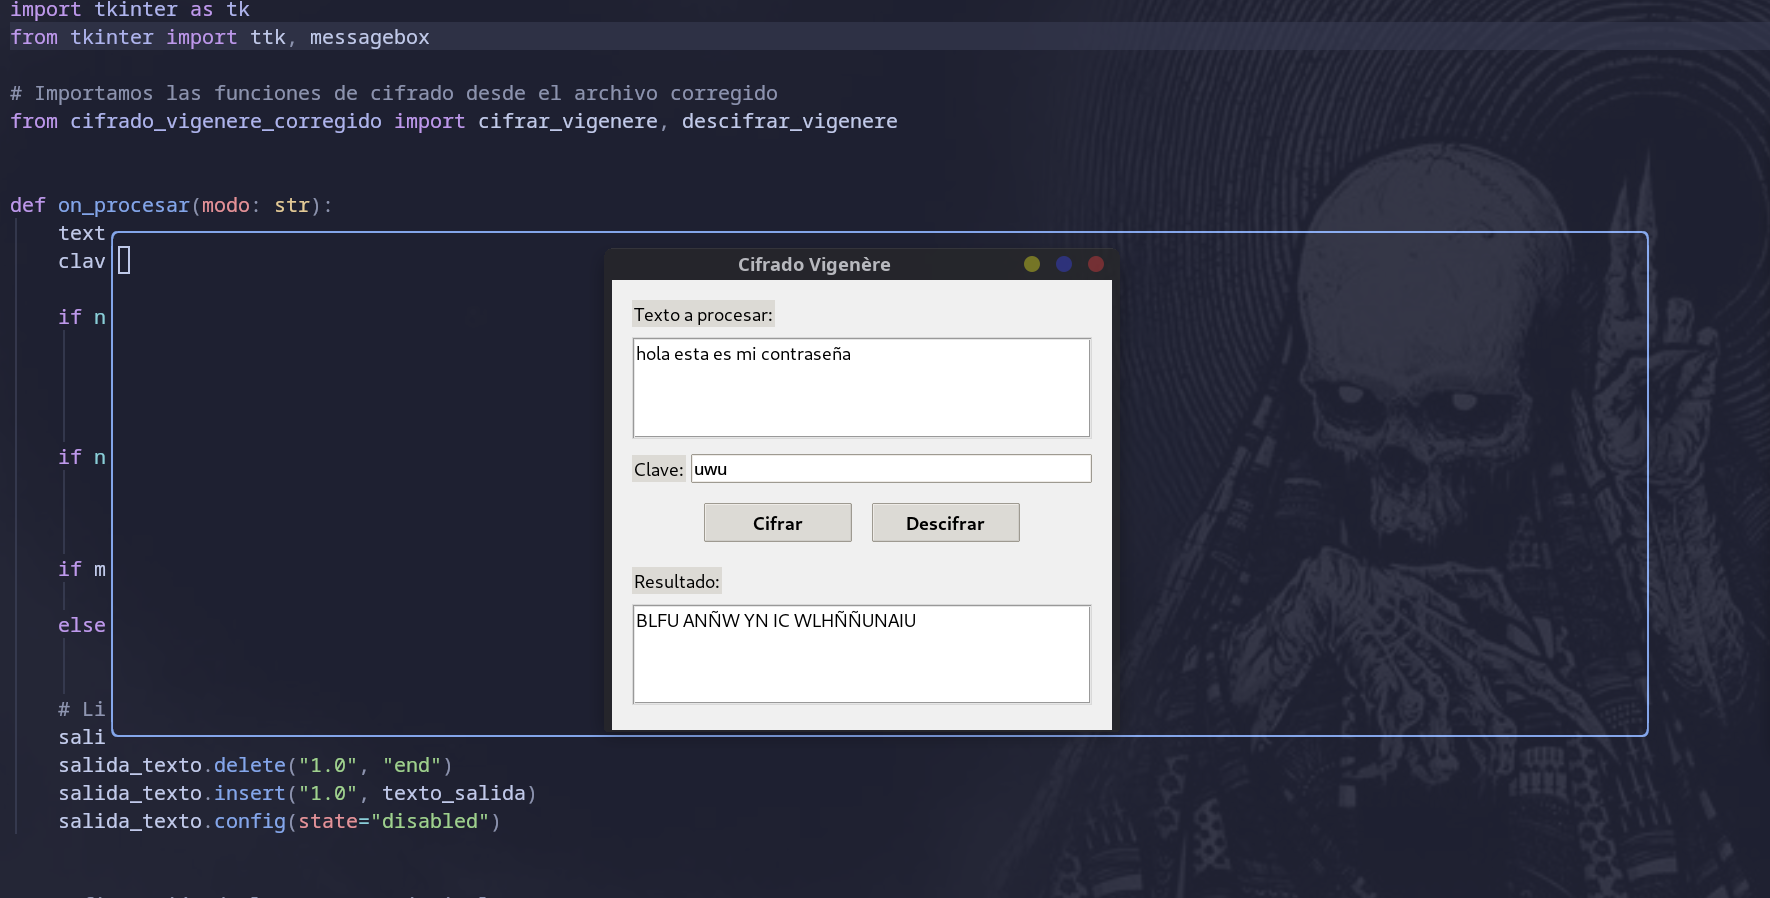 import tkinter as tk
from tkinter import ttk, messagebox
# Importamos las funciones de cifrado desde el archivo corregido
from cifrado_vigenere_corregido import cifrar_vigenere, descifrar_vigenere
def on_procesar(modo: str):
text
clav
if n
if n
if m
else
# Li
sali
salida_texto.delete("1.0", "end")
salida_texto.insert("1.0", texto_salida)
salida_texto.config(state="disabled")
Cifrado Vigenère
Texto a procesar:
hola esta es mi contraseña
Clave: uwu
Cifrar Descifrar
Resultado:
BLFU ANÑW YN IC WLHÑÑUNAIU